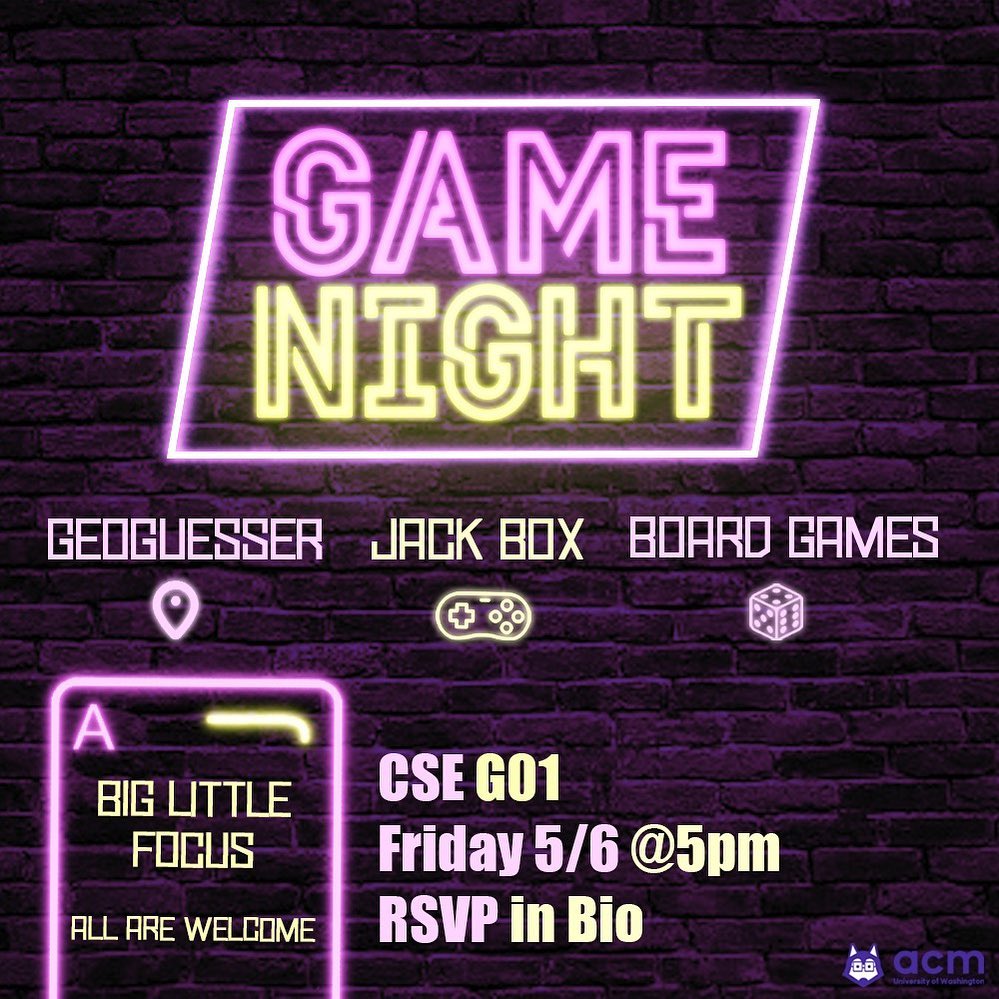 GAME
NIGHT
GEOGUESSER
JACK BOX
BOARD GAMES
A
BIG LITTLE
FOCUS
ALL ARE WELCOME
CSE G01
Friday 5/6 @5pm
RSVP in Bio
acm
University of Washington